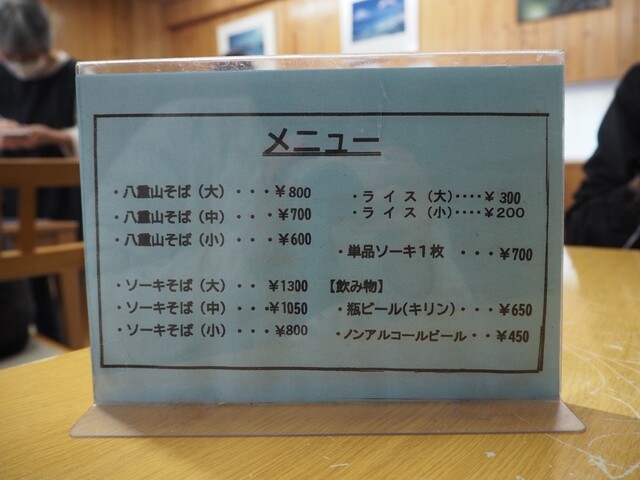 メニュー
・八重山そば（大）・・・￥800
・八重山そば（中）・・・￥700
・八重山そば（小）・・・￥600
・ソーキそば（大）・・￥1300
・ソーキそば（中）・・・￥1050
・ソーキそば（小）・・・￥800
・ライス（大）・・・・￥300
・ライス（小）・・・・￥200
・単品ソーキ１枚 ・・・￥700
【飲み物】
・瓶ビール（キリン）・・・￥650
・ノンアルコールビール・・￥450